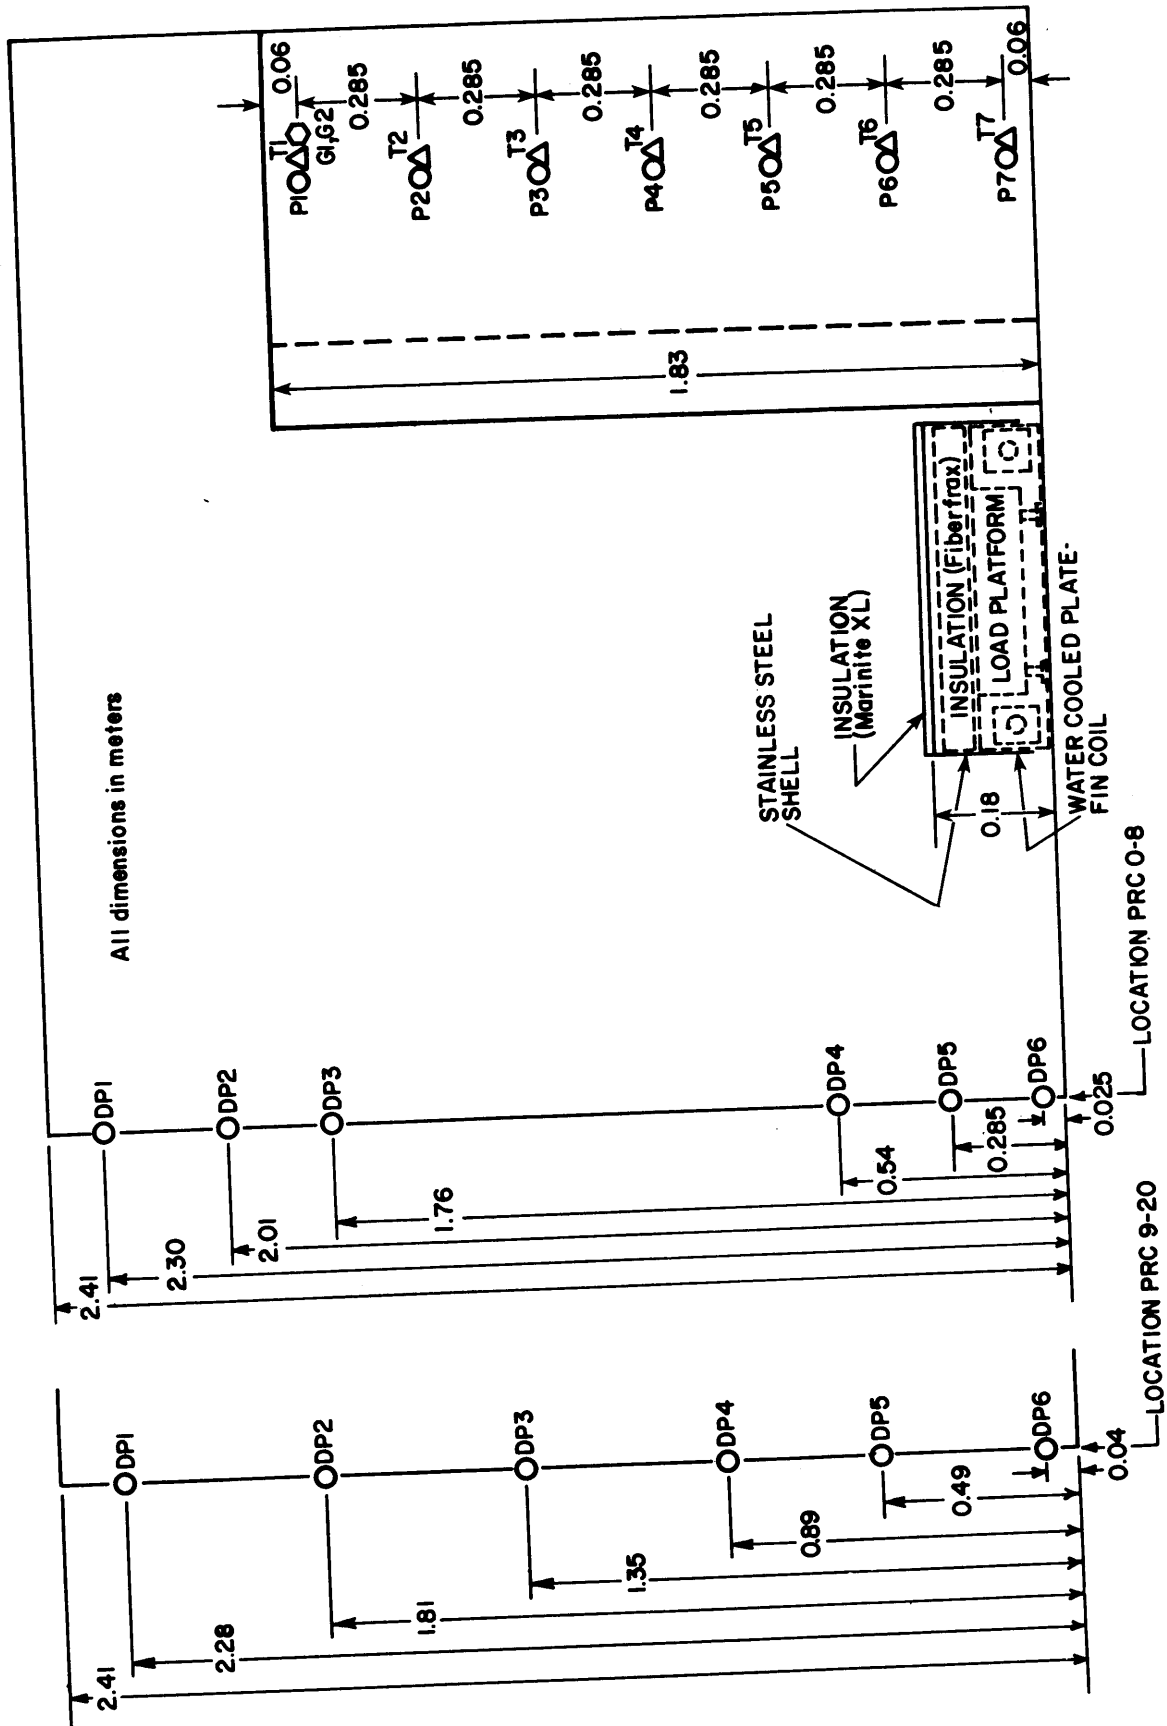 All dimensions in meters
0.06
0.285
0.285
0.285
0.285
0.285
0.285
0.06
P1
T1
G1,G2
P2
T2
P3
T3
P4
T4
P5
T5
P6
T6
P7
T7
1.83
STAINLESS STEEL
SHELL
INSULATION
(Marinite XL)
INSULATION (Fiberfrax)
LOAD PLATFORM
0.18
WATER COOLED PLATE-
FIN COIL
DP1
DP2
DP3
DP4
DP5
DP6
2.41
2.30
2.01
1.76
0.54
0.285
0.025
LOCATION PRC 0-8
DP1
DP2
DP3
DP4
DP5
DP6
2.41
2.28
1.81
1.35
0.89
0.49
0.04
LOCATION PRC 9-20